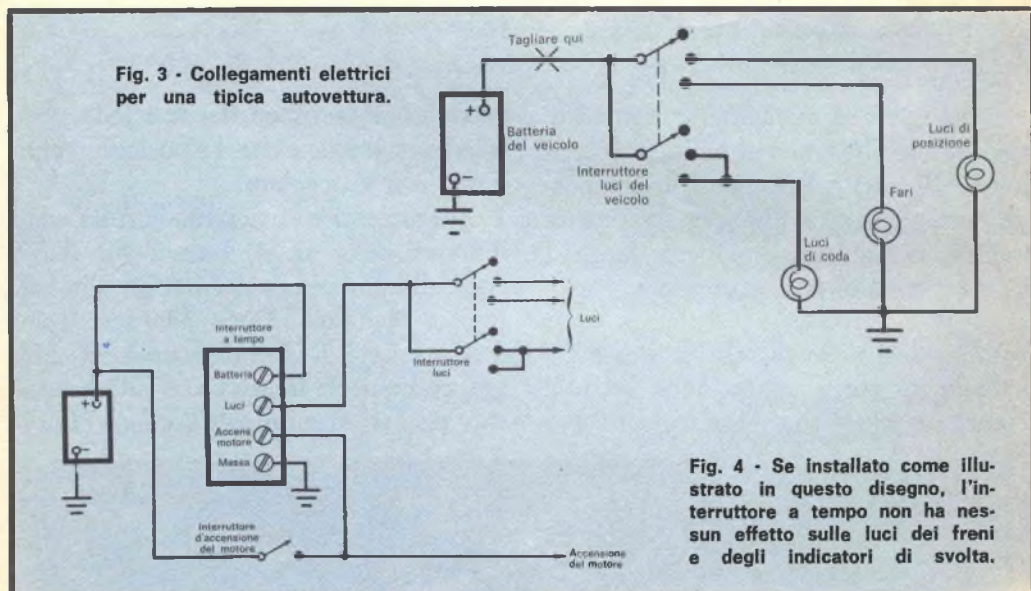 Fig. 3 - Collegamenti elettrici
per una tipica autovettura.
Tagliare qui
+
-
Batteria
del veicolo
Interruttore
luci del
veicolo
Luci di
posizione
Fari
Luci
di coda
Interruttore
a tempo
Batteria
Luci
Accens
motore
Massa
+
-
Interruttore
luci
Luci
Interruttore
d'accensione
del motore
Accensione
del motore
Fig. 4 - Se installato come illu-
strato in questo disegno, l'in-
terruttore a tempo non ha nes-
sun effetto sulle luci dei freni
e degli indicatori di svolta.